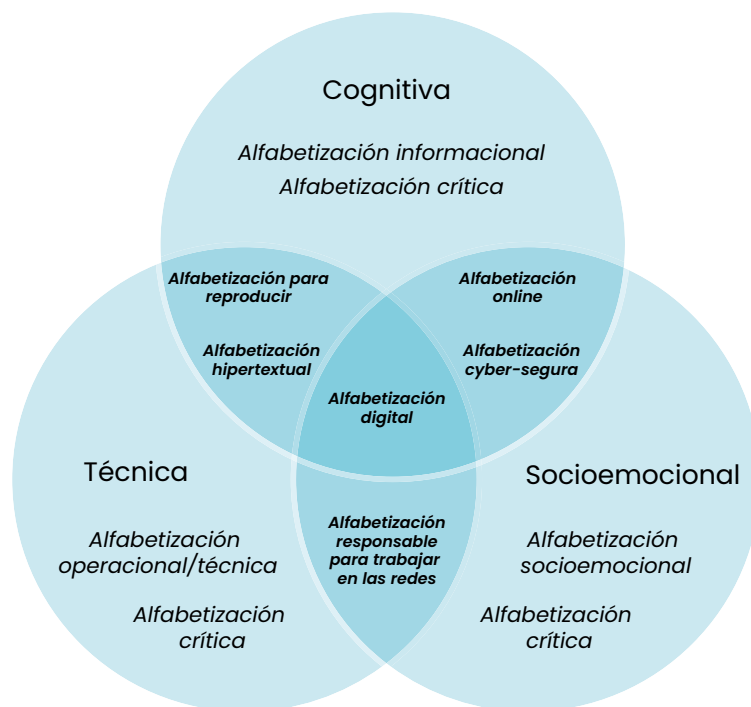 Cognitiva
Alfabetización informacional
Alfabetización crítica
Alfabetización para
reproducir
Alfabetización
hipertextual
Alfabetización
online
Alfabetización
cyber-segura
Alfabetización
digital
Técnica
Alfabetización
operacional/técnica
Alfabetización
crítica
Alfabetización
responsable
para trabajar
en las redes
Socioemocional
Alfabetización
socioemocional
Alfabetización
crítica